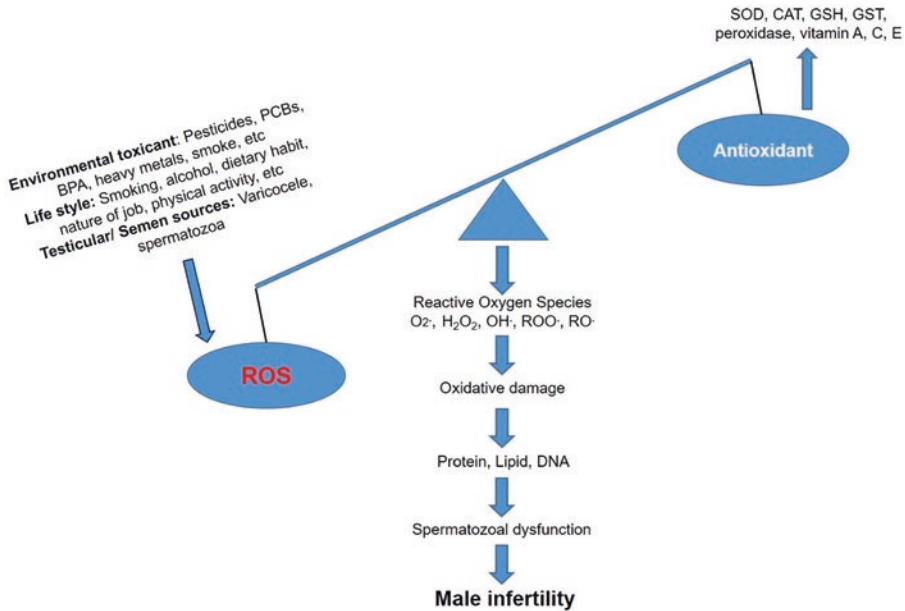 SOD, CAT, GSH, GST,
peroxidase, vitamin A, C, E
Antioxidant
Environmental toxicant: Pesticides, PCBs,
BPA, heavy metals, smoke, etc
Life style: Smoking, alcohol, dietary habit,
nature of job, physical activity, etc
Testicular/ Semen sources: Varicocele,
spermatozoa
ROS
Reactive Oxygen Species
O₂·, H₂O₂, OH·, ROO·, RO·
Oxidative damage
Protein, Lipid, DNA
Spermatozoal dysfunction
Male infertility